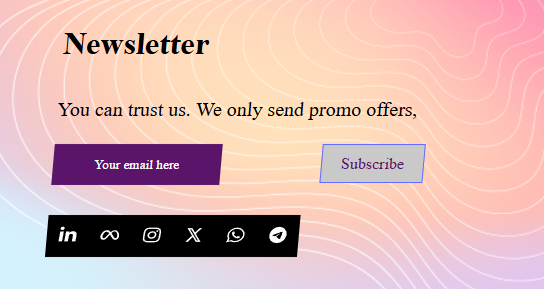 Newsletter
You can trust us. We only send promo offers,
Your email here
Subscribe